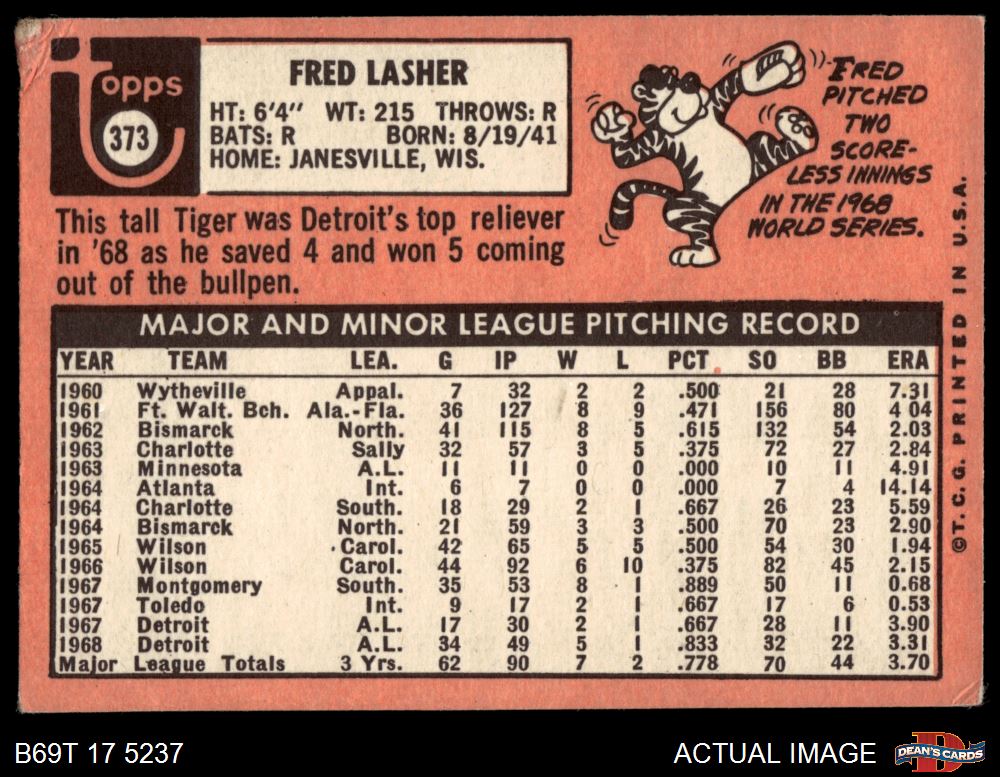 topps
373
FRED LASHER
HT: 6'4" WT: 215 THROWS: R
BATS: R BORN: 8/19/41
HOME: JANESVILLE, WIS.
This tall Tiger was Detroit's top reliever
in '68 as he saved 4 and won 5 coming
out of the bullpen.
FRED
PITCHED
TWO
SCORE-
LESS INNINGS
IN THE 1968
WORLD SERIES.
MAJOR AND MINOR LEAGUE PITCHING RECORD
YEAR TEAM LEA. G IP W L PCT. SO BB ERA
1960 Wytheville Appal. 7 32 2 2 .500 21 28 7.31
1961 Ft. Walt. Bch. Ala.-Fla. 36 127 8 9 .471 156 80 4 04
1962 Bismarck North. 41 115 8 5 .615 132 54 2.03
1963 Charlotte Sally 32 57 3 5 .375 72 27 2.84
1963 Minnesota A.L. 11 11 0 0 .000 10 11 4.91
1964 Atlanta Int. 6 7 0 0 .000 7 4 14.14
1964 Charlotte South. 18 29 2 1 .667 26 23 5.59
1964 Bismarck North. 21 59 3 3 .500 70 23 2.90
1965 Wilson Carol. 42 65 5 5 .500 54 30 1.94
1966 Wilson Carol. 44 92 6 10 .375 82 45 2.15
1967 Montgomery South. 35 53 8 1 .889 50 11 0.68
1967 Toledo Int. 9 17 2 1 .667 17 6 0.53
1967 Detroit A.L. 17 30 2 1 .667 28 11 3.90
1968 Detroit A.L. 34 49 5 1 .833 32 22 3.31
Major League Totals 3 Yrs. 62 90 7 2 .778 70 44 3.70
©T.C.G. PRINTED IN U.S.A.
B69T 17 5237
ACTUAL IMAGE
D
DEAN'S CARDS